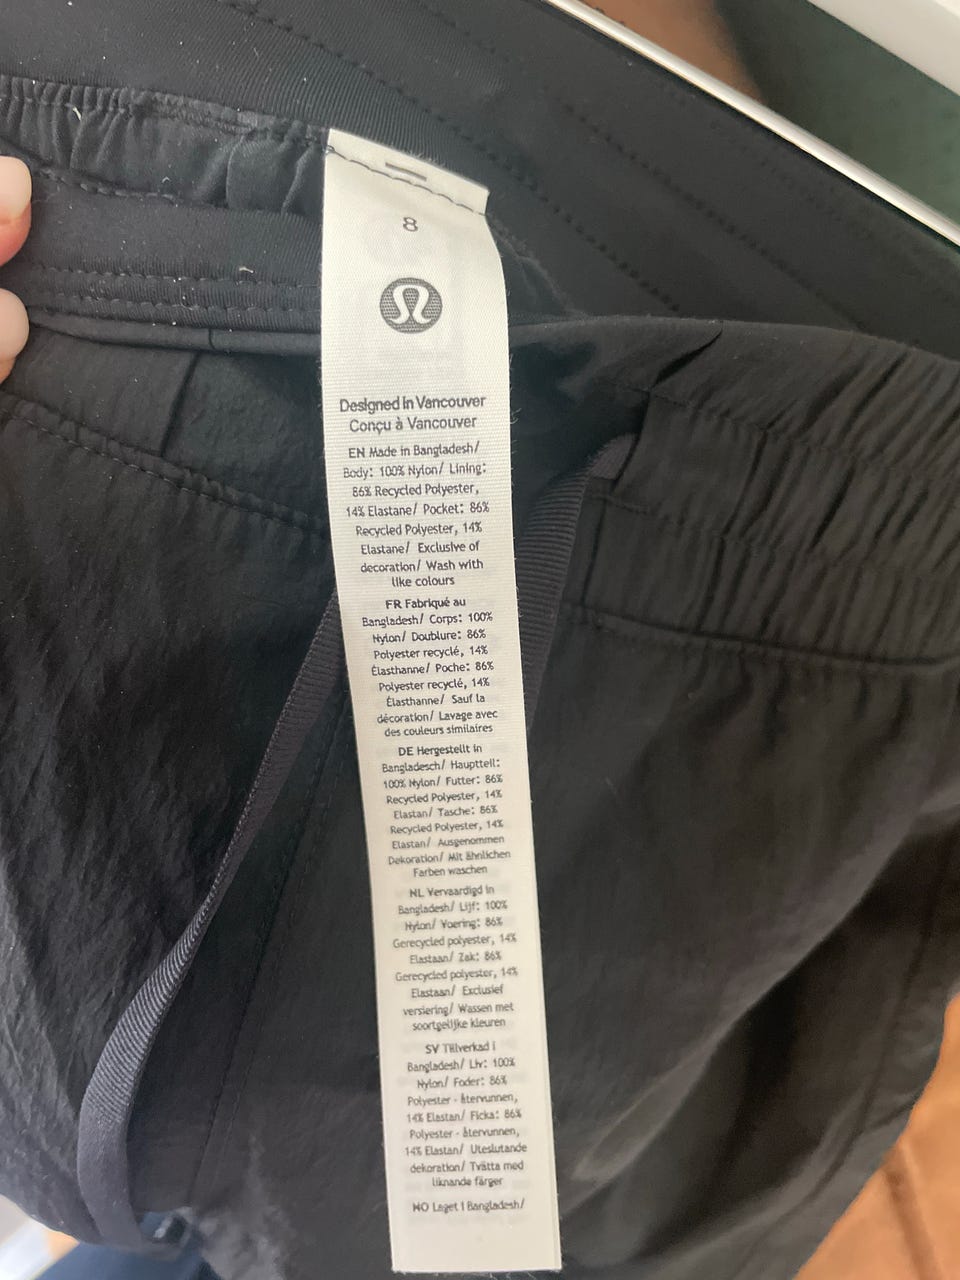 8
Designed in Vancouver
Conçu à Vancouver
EN Made in Bangladesh/
Body: 100% Nylon/ Lining:
86% Recycled Polyester,
14% Elastane/ Pocket: 86%
Recycled Polyester, 14%
Elastane/ Exclusive of
decoration/ Wash with
like colours
FR Fabriqué au
Bangladesh/ Corps: 100%
Nylon/ Doublure: 86%
Polyester recyclé, 14%
Élasthanne/ Poche: 86%
Polyester recyclé, 14%
Élasthanne/ Sauf la
décoration/ Lavage avec
des couleurs similaires
DE Hergestellt in
Bangladesch/ Hauptteil:
100% Nylon/ Futter: 86%
Recycled Polyester, 14%
Elastan/ Tasche: 86%
Recycled Polyester, 14%
Elastan/ Ausgenommen
Dekoration/ Mit ähnlichen
Farben waschen
NL Vervaardigd in
Bangladesh/ Lijf: 100%
Nylon/ Voering: 86%
Gerecycled polyester, 14%
Elastaan/ Zak: 86%
Gerecycled polyester, 14%
Elastaan/ Exclusief
versiering/ Wassen met
soortgelijke kleuren
SV Tillverkad i
Bangladesh/ Liv: 100%
Nylon/ Foder: 86%
Polyester - återvunnen,
14% Elastan/ Ficka: 86%
Polyester - återvunnen,
14% Elastan/ Uteslutande
dekoration/ Tvätta med
liknande färger
NO Laget i Bangladesh/